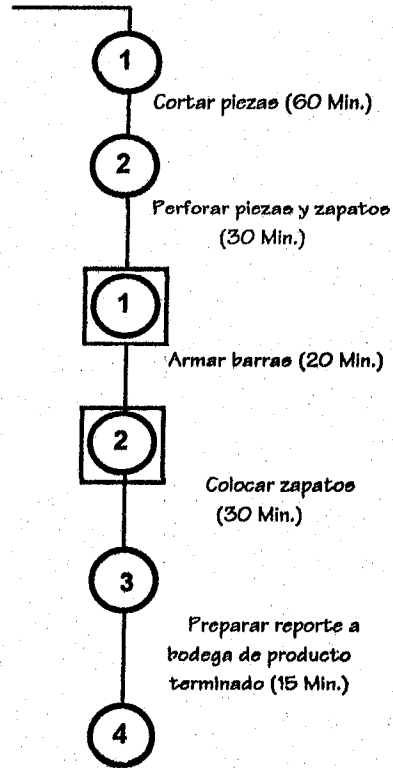 1
Cortar piezas (60 Min.)
2
Perforar piezas y zapatos
(30 Min.)
1
Armar barras (20 Min.)
2
Colocar zapatos
(30 Min.)
3
Preparar reporte a
bodega de producto
terminado (15 Min.)
4